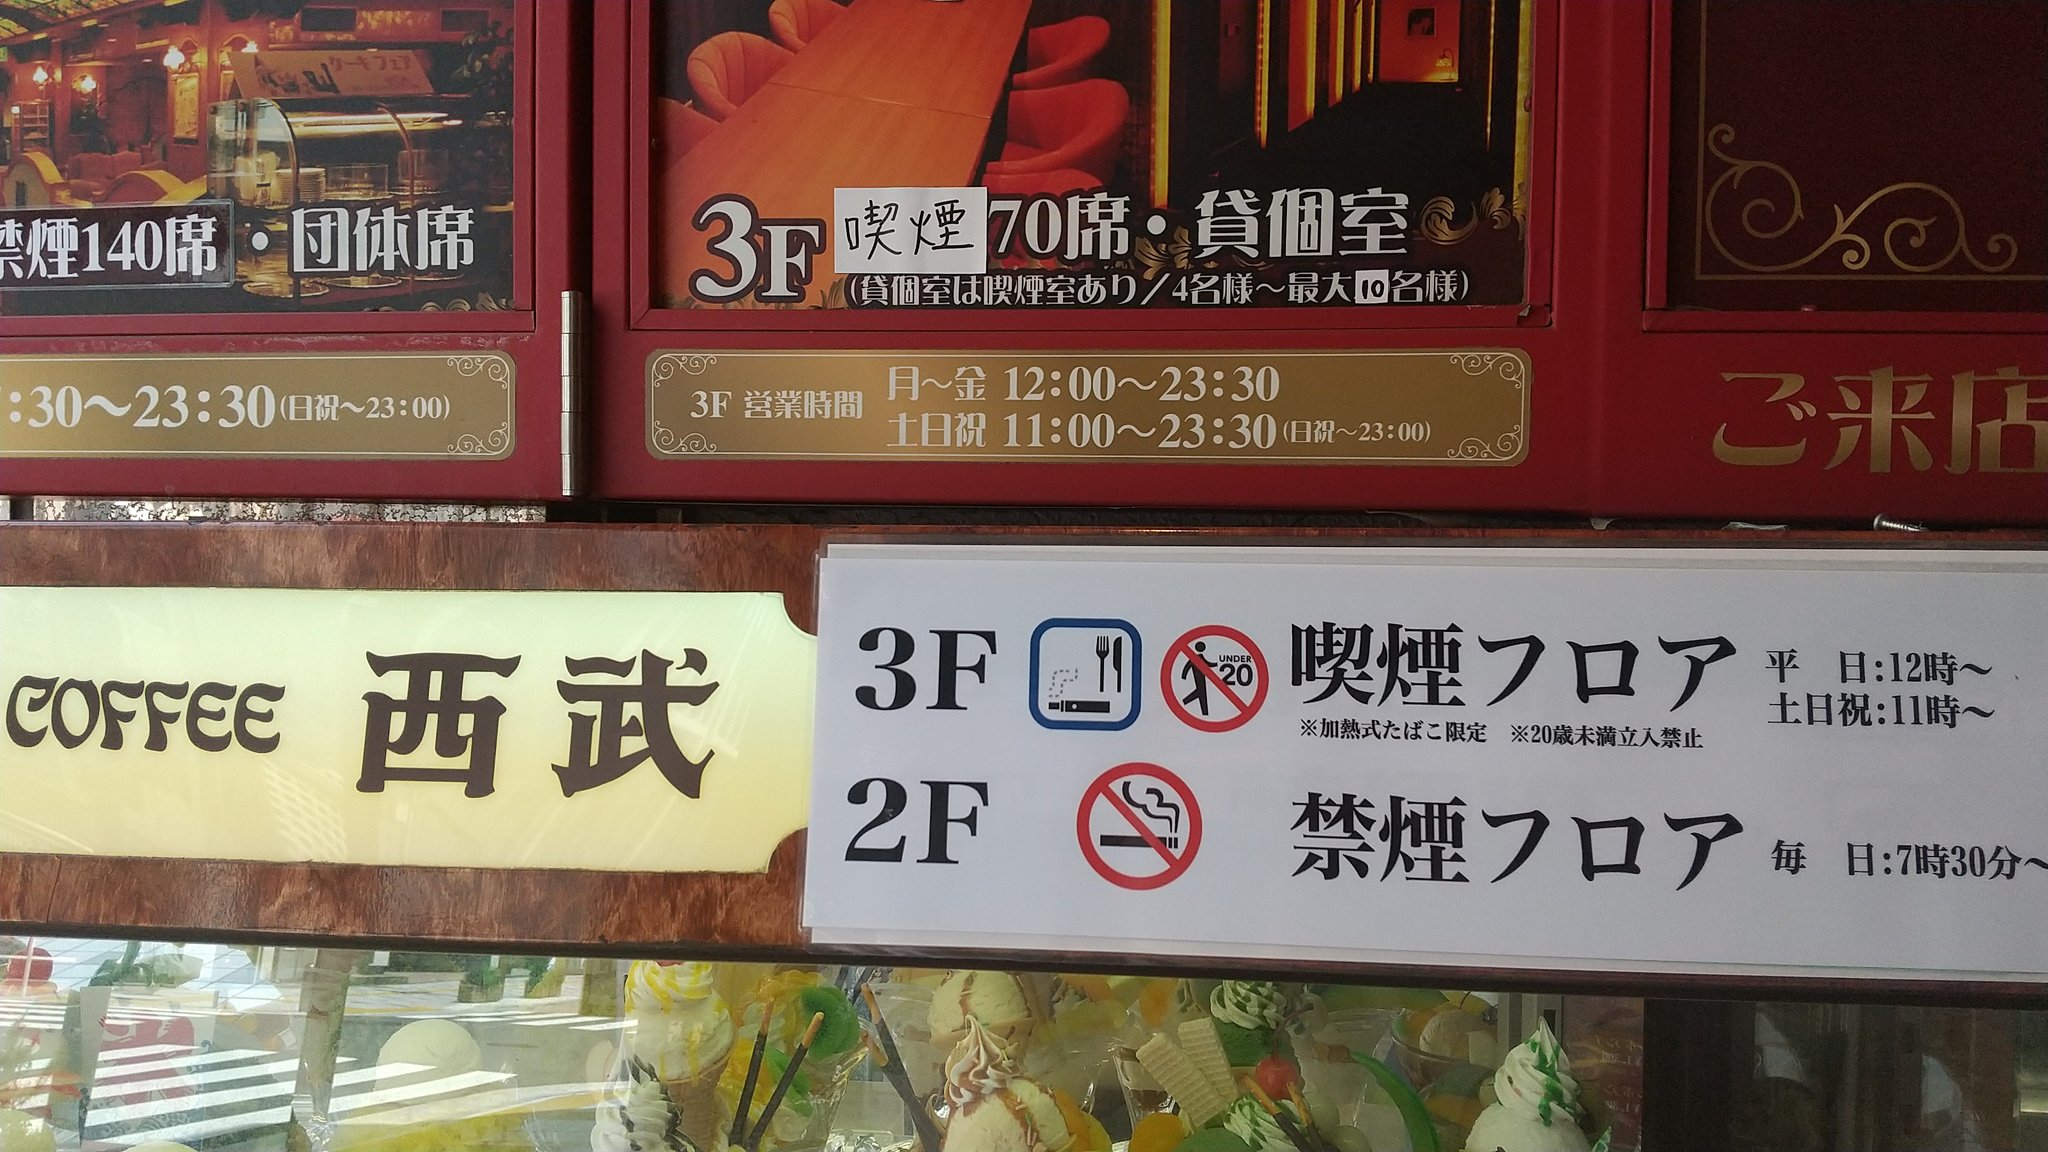 ケーキフェア
禁煙140席・団体席
:30～23:30(日祝～23:00)
3F 喫煙70席・貸個室
(貸個室は喫煙室あり/4名様～最大10名様)
3F 営業時間 月～金 12:00～23:30
土日祝 11:00～23:30(日祝～23:00)
ご来店
COFFEE 西武
3F UNDER 20 喫煙フロア 平 日:12時～
土日祝:11時～
※加熱式たばこ限定 ※20歳未満立入禁止
2F 禁煙フロア 毎 日:7時30分～